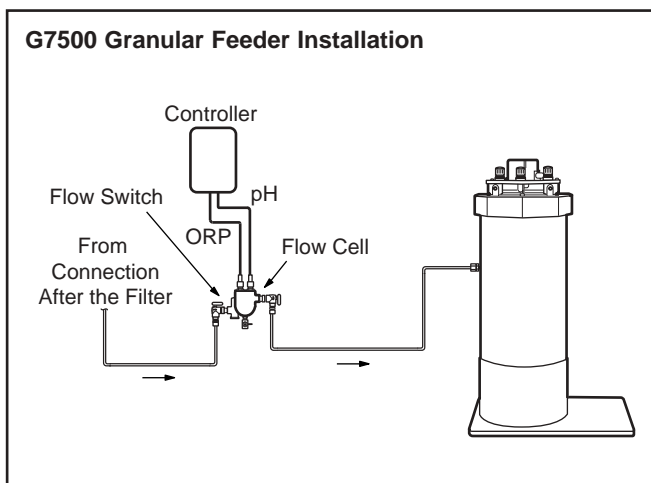 G7500 Granular Feeder Installation
Controller
Flow Switch
pH
ORP
From
Connection
After the Filter
Flow Cell